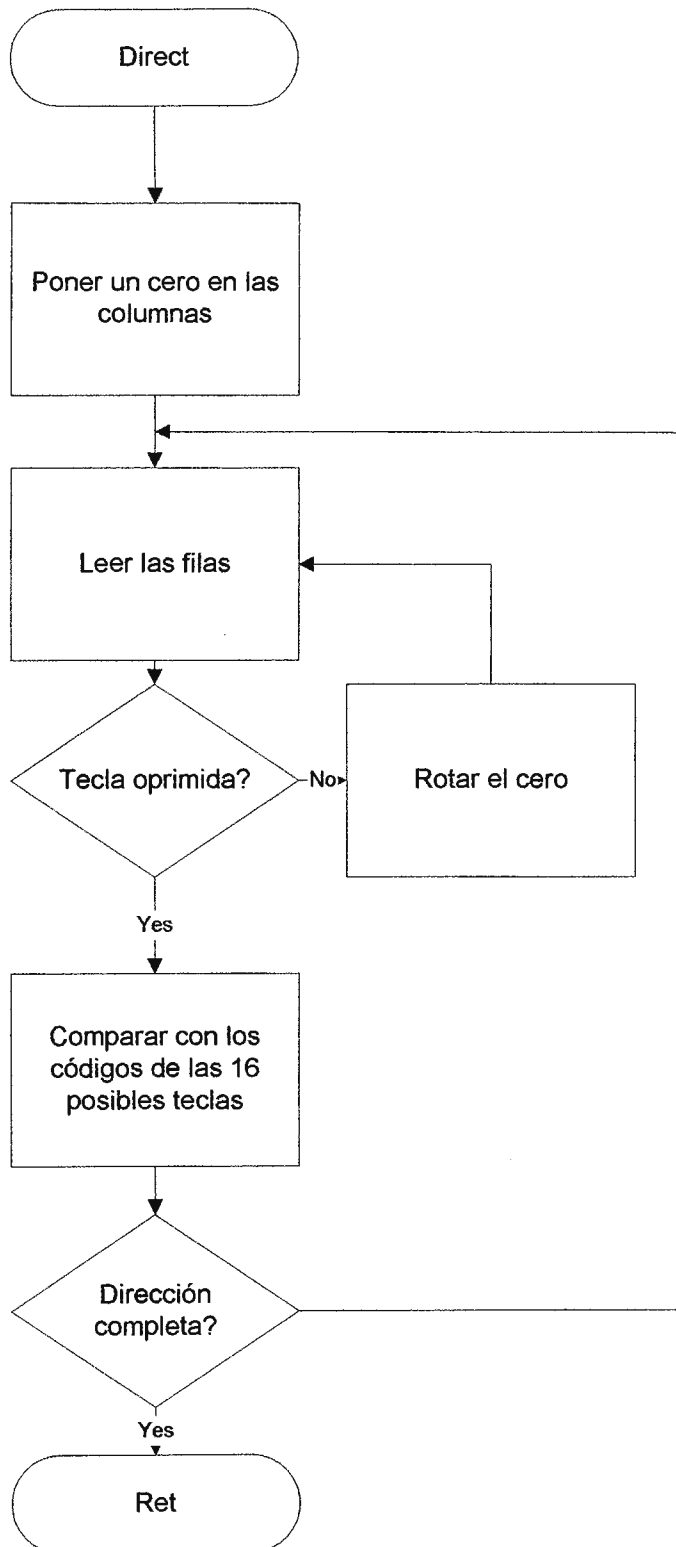 Direct
Poner un cero en las
columnas
Leer las filas
Tecla oprimida?
No
Rotar el cero
Yes
Comparar con los
códigos de las 16
posibles teclas
Dirección
completa?
Yes
Ret